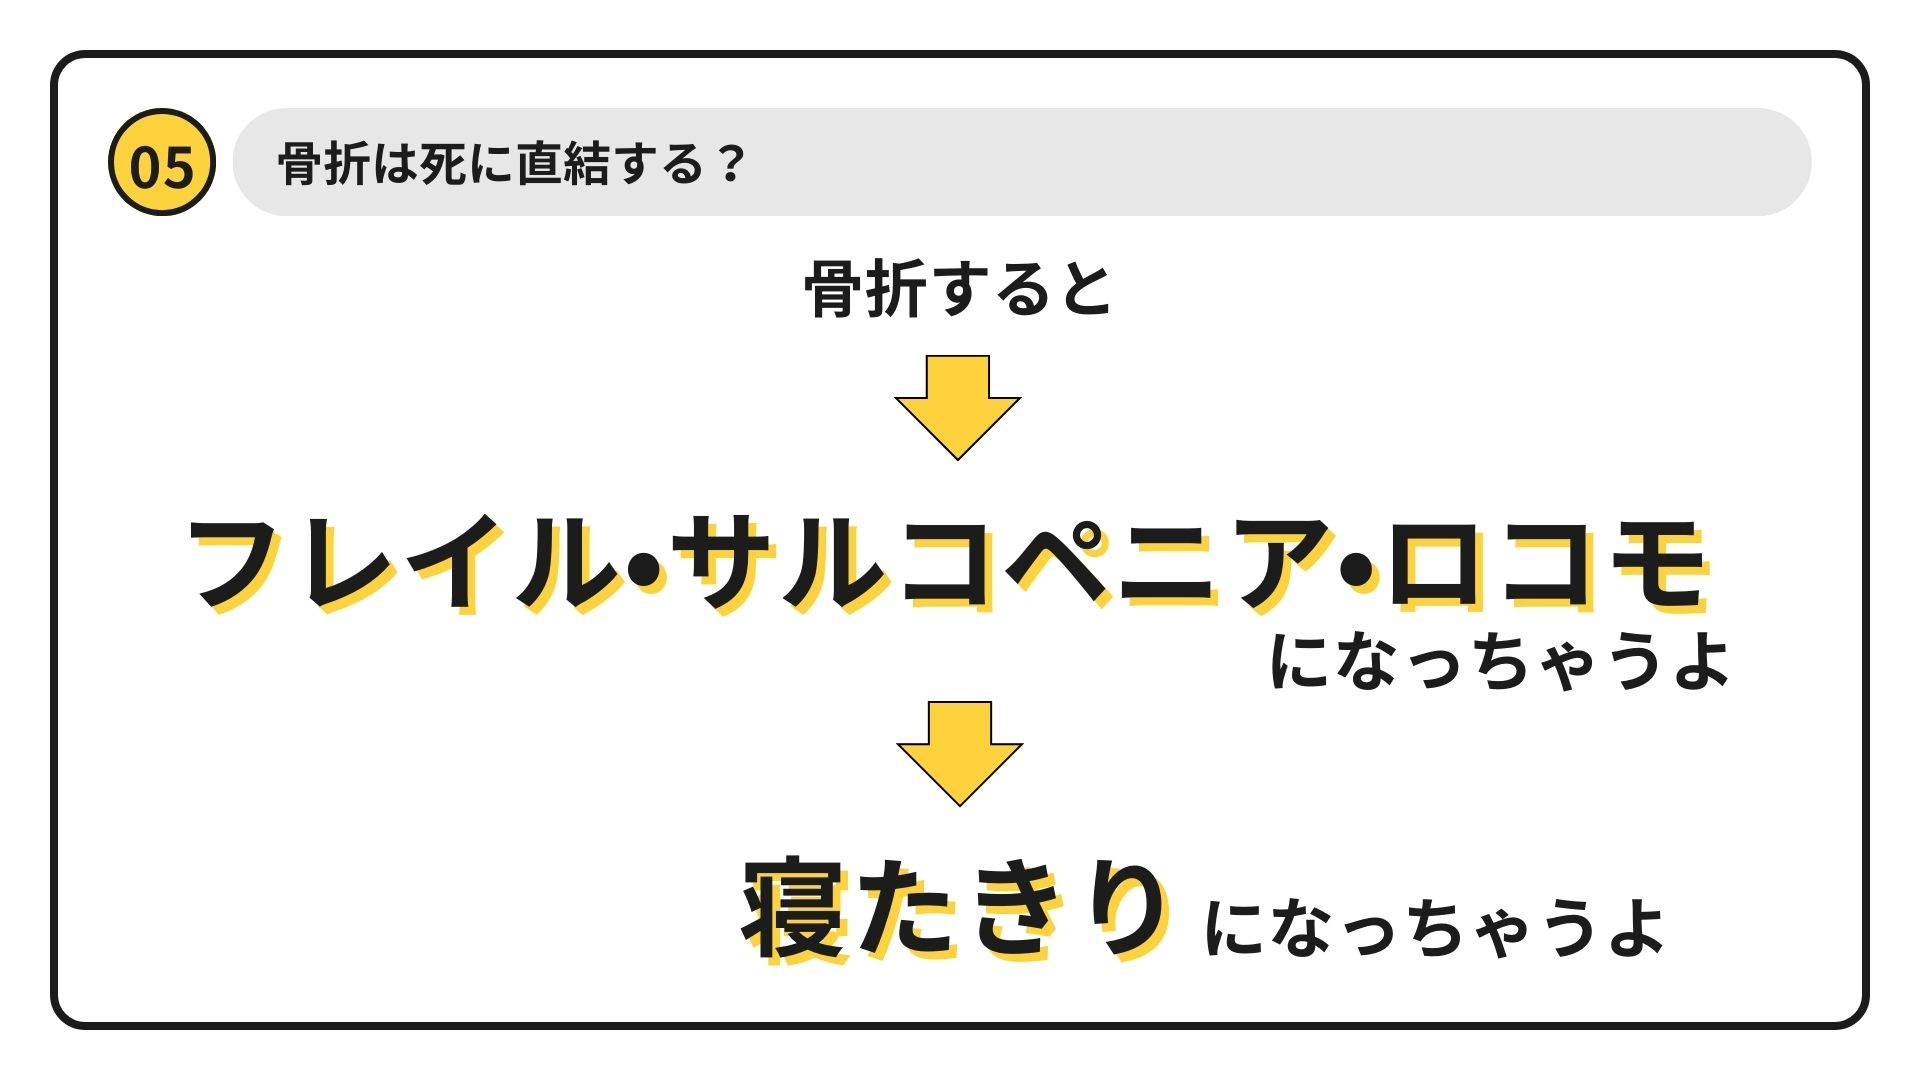 05
骨折は死に直結する？
骨折すると
フレイル・サルコペニア・ロコモ
になっちゃうよ
寝たきり になっちゃうよ